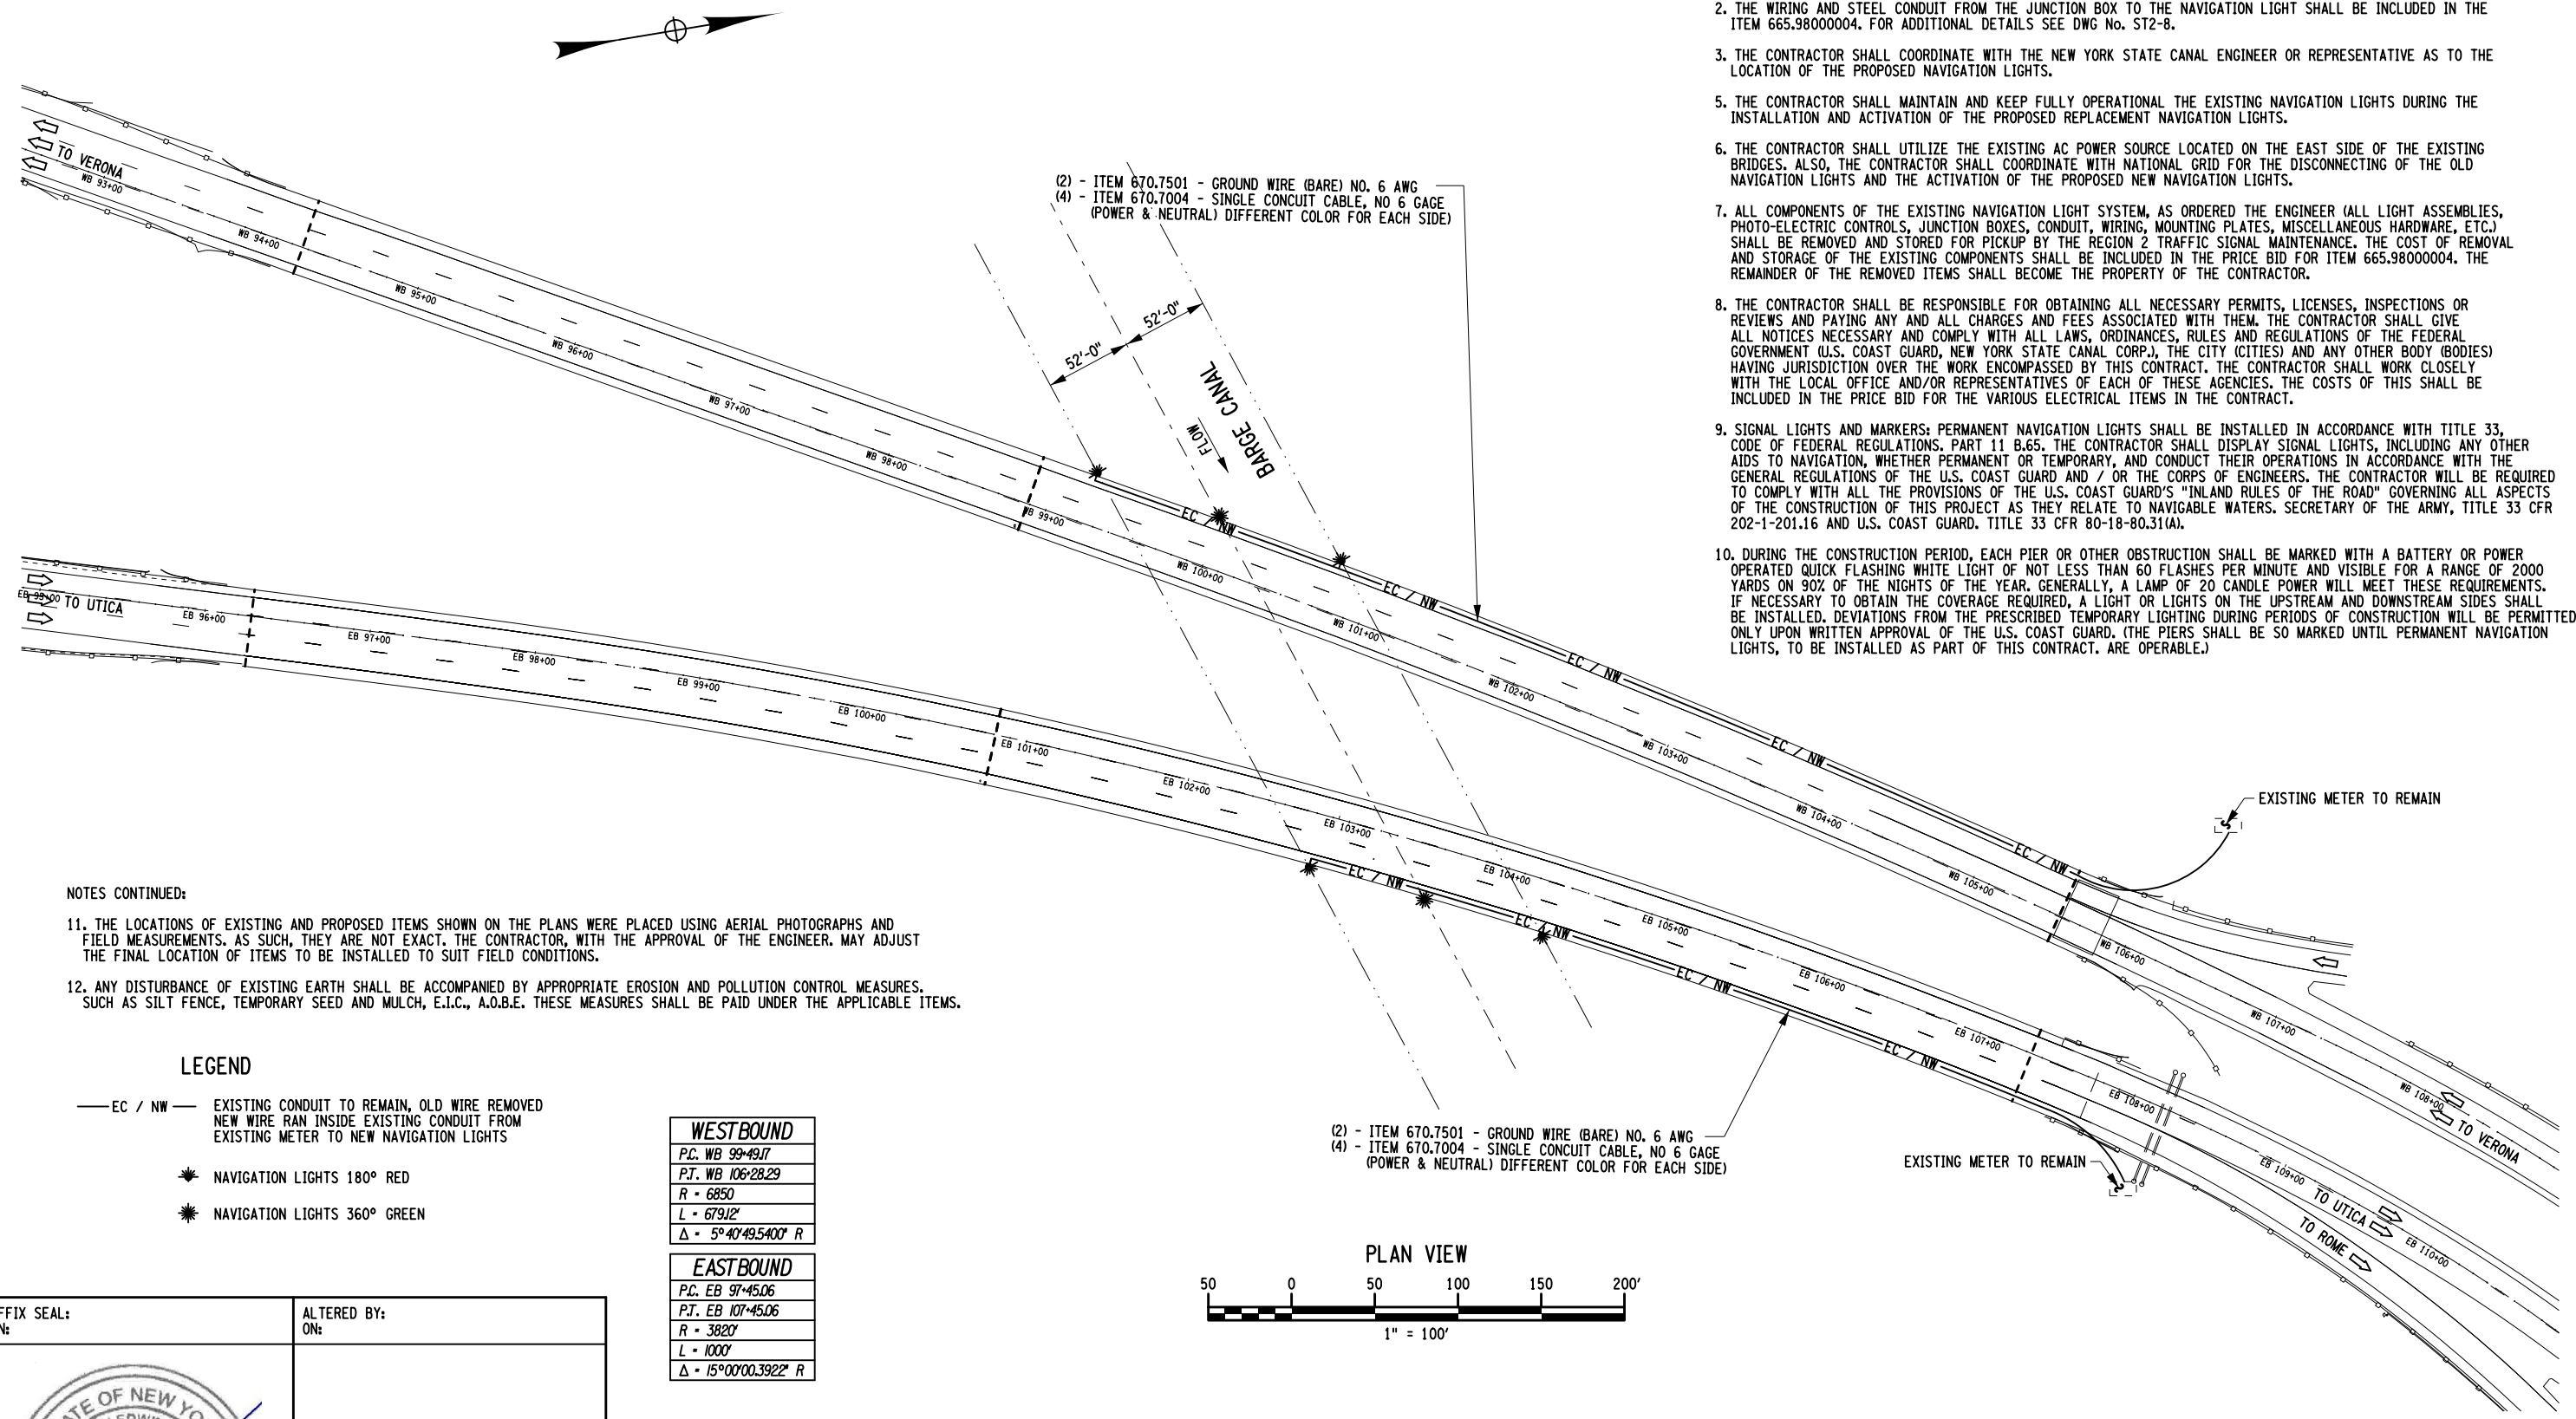 2. THE WIRING AND STEEL CONDUIT FROM THE JUNCTION BOX TO THE NAVIGATION LIGHT SHALL BE INCLUDED IN THE
ITEM 665.98000004. FOR ADDITIONAL DETAILS SEE DWG No. ST2-8.
3. THE CONTRACTOR SHALL COORDINATE WITH THE NEW YORK STATE CANAL ENGINEER OR REPRESENTATIVE AS TO THE
LOCATION OF THE PROPOSED NAVIGATION LIGHTS.
5. THE CONTRACTOR SHALL MAINTAIN AND KEEP FULLY OPERATIONAL THE EXISTING NAVIGATION LIGHTS DURING THE
INSTALLATION AND ACTIVATION OF THE PROPOSED REPLACEMENT NAVIGATION LIGHTS.
6. THE CONTRACTOR SHALL UTILIZE THE EXISTING AC POWER SOURCE LOCATED ON THE EAST SIDE OF THE EXISTING
BRIDGES. ALSO, THE CONTRACTOR SHALL COORDINATE WITH NATIONAL GRID FOR THE DISCONNECTING OF THE OLD
NAVIGATION LIGHTS AND THE ACTIVATION OF THE PROPOSED NEW NAVIGATION LIGHTS.
7. ALL COMPONENTS OF THE EXISTING NAVIGATION LIGHT SYSTEM, AS ORDERED THE ENGINEER (ALL LIGHT ASSEMBLIES,
PHOTO-ELECTRIC CONTROLS, JUNCTION BOXES, CONDUIT, WIRING, MOUNTING PLATES, MISCELLANEOUS HARDWARE, ETC.)
SHALL BE REMOVED AND STORED FOR PICKUP BY THE REGION 2 TRAFFIC SIGNAL MAINTENANCE. THE COST OF REMOVAL
AND STORAGE OF THE EXISTING COMPONENTS SHALL BE INCLUDED IN THE PRICE BID FOR ITEM 665.98000004. THE
REMAINDER OF THE REMOVED ITEMS SHALL BECOME THE PROPERTY OF THE CONTRACTOR.
8. THE CONTRACTOR SHALL BE RESPONSIBLE FOR OBTAINING ALL NECESSARY PERMITS, LICENSES, INSPECTIONS OR
REVIEWS AND PAYING ANY AND ALL CHARGES AND FEES ASSOCIATED WITH THEM. THE CONTRACTOR SHALL GIVE
ALL NOTICES NECESSARY AND COMPLY WITH ALL LAWS, ORDINANCES, RULES AND REGULATIONS OF THE FEDERAL
GOVERNMENT (U.S. COAST GUARD, NEW YORK STATE CANAL CORP.), THE CITY (CITIES) AND ANY OTHER BODY (BODIES)
HAVING JURISDICTION OVER THE WORK ENCOMPASSED BY THIS CONTRACT. THE CONTRACTOR SHALL WORK CLOSELY
WITH THE LOCAL OFFICE AND/OR REPRESENTATIVES OF EACH OF THESE AGENCIES. THE COSTS OF THIS SHALL BE
INCLUDED IN THE PRICE BID FOR THE VARIOUS ELECTRICAL ITEMS IN THE CONTRACT.
9. SIGNAL LIGHTS AND MARKERS: PERMANENT NAVIGATION LIGHTS SHALL BE INSTALLED IN ACCORDANCE WITH TITLE 33,
CODE OF FEDERAL REGULATIONS. PART 11 B.65. THE CONTRACTOR SHALL DISPLAY SIGNAL LIGHTS, INCLUDING ANY OTHER
AIDS TO NAVIGATION, WHETHER PERMANENT OR TEMPORARY, AND CONDUCT THEIR OPERATIONS IN ACCORDANCE WITH THE
GENERAL REGULATIONS OF THE U.S. COAST GUARD AND / OR THE CORPS OF ENGINEERS. THE CONTRACTOR WILL BE REQUIRED
TO COMPLY WITH ALL THE PROVISIONS OF THE U.S. COAST GUARD'S "INLAND RULES OF THE ROAD" GOVERNING ALL ASPECTS
OF THE CONSTRUCTION OF THIS PROJECT AS THEY RELATE TO NAVIGABLE WATERS. SECRETARY OF THE ARMY, TITLE 33 CFR
202-1-201.16 AND U.S. COAST GUARD. TITLE 33 CFR 80-18-80.31(A).
10. DURING THE CONSTRUCTION PERIOD, EACH PIER OR OTHER OBSTRUCTION SHALL BE MARKED WITH A BATTERY OR POWER
OPERATED QUICK FLASHING WHITE LIGHT OF NOT LESS THAN 60 FLASHES PER MINUTE AND VISIBLE FOR A RANGE OF 2000
YARDS ON 90% OF THE NIGHTS OF THE YEAR. GENERALLY, A LAMP OF 20 CANDLE POWER WILL MEET THESE REQUIREMENTS.
IF NECESSARY TO OBTAIN THE COVERAGE REQUIRED, A LIGHT OR LIGHTS ON THE UPSTREAM AND DOWNSTREAM SIDES SHALL
BE INSTALLED. DEVIATIONS FROM THE PRESCRIBED TEMPORARY LIGHTING DURING PERIODS OF CONSTRUCTION WILL BE PERMITTED
ONLY UPON WRITTEN APPROVAL OF THE U.S. COAST GUARD. (THE PIERS SHALL BE SO MARKED UNTIL PERMANENT NAVIGATION
LIGHTS, TO BE INSTALLED AS PART OF THIS CONTRACT. ARE OPERABLE.)
(2) - ITEM 670.7501 - GROUND WIRE (BARE) NO. 6 AWG
(4) - ITEM 670.7004 - SINGLE CONCUIT CABLE, NO 6 GAGE
(POWER & NEUTRAL) DIFFERENT COLOR FOR EACH SIDE)
TO VERONA
WB 93+00
WB 94+00
WB 95+00
WB 96+00
WB 97+00
WB 98+00
WB 99+00
WB 100+00
WB 101+00
WB 102+00
WB 103+00
WB 104+00
WB 105+00
WB 106+00
WB 107+00
WB 108+00
TO VERONA
52'-0"
52'-0"
BARGE CANAL
FLOW
EC / NW
EC / NW
EC / NW
EC / NW
EC / NW
EXISTING METER TO REMAIN
EB 95+00
TO UTICA
EB 96+00
EB 97+00
EB 98+00
EB 99+00
EB 100+00
EB 101+00
EB 102+00
EB 103+00
EB 104+00
EB 105+00
EB 106+00
EB 107+00
EB 108+00
EB 109+00
EB 110+00
TO UTICA
TO ROME
EC / NW
EC / NW
EC / NW
EC / NW
(2) - ITEM 670.7501 - GROUND WIRE (BARE) NO. 6 AWG
(4) - ITEM 670.7004 - SINGLE CONCUIT CABLE, NO 6 GAGE
(POWER & NEUTRAL) DIFFERENT COLOR FOR EACH SIDE)
EXISTING METER TO REMAIN
NOTES CONTINUED:
11. THE LOCATIONS OF EXISTING AND PROPOSED ITEMS SHOWN ON THE PLANS WERE PLACED USING AERIAL PHOTOGRAPHS AND
FIELD MEASUREMENTS. AS SUCH, THEY ARE NOT EXACT. THE CONTRACTOR, WITH THE APPROVAL OF THE ENGINEER. MAY ADJUST
THE FINAL LOCATION OF ITEMS TO BE INSTALLED TO SUIT FIELD CONDITIONS.
12. ANY DISTURBANCE OF EXISTING EARTH SHALL BE ACCOMPANIED BY APPROPRIATE EROSION AND POLLUTION CONTROL MEASURES.
SUCH AS SILT FENCE, TEMPORARY SEED AND MULCH, E.I.C., A.O.B.E. THESE MEASURES SHALL BE PAID UNDER THE APPLICABLE ITEMS.
LEGEND
EC / NW EXISTING CONDUIT TO REMAIN, OLD WIRE REMOVED
NEW WIRE RAN INSIDE EXISTING CONDUIT FROM
EXISTING METER TO NEW NAVIGATION LIGHTS
NAVIGATION LIGHTS 180° RED
NAVIGATION LIGHTS 360° GREEN
WESTBOUND
P.C. WB 99+49.17
P.T. WB 106+28.29
R = 6850
L = 679.12'
Δ = 5°40'49.5400" R
EASTBOUND
P.C. EB 97+45.06
P.T. EB 107+45.06
R = 3820'
L = 1000'
Δ = 15°00'00.3922" R
PLAN VIEW
50 0 50 100 150 200'
1" = 100'
FFIX SEAL:
N:
ALTERED BY:
ON:
OF NEW YO